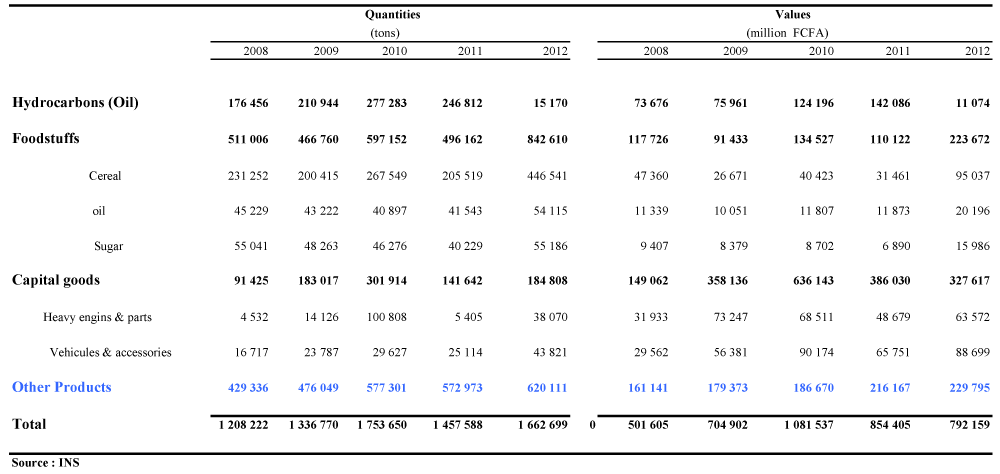 Quantities Values
(tons) (million FCFA)
2008 2009 2010 2011 2012 2008 2009 2010 2011 2012
Hydrocarbons (Oil) 176 456 210 944 277 283 246 812 15 170 73 676 75 961 124 196 142 086 11 074
Foodstuffs 511 006 466 760 597 152 496 162 842 610 117 726 91 433 134 527 110 122 223 672
Cereal 231 252 200 415 267 549 205 519 446 541 47 360 26 671 40 423 31 461 95 037
oil 45 229 43 222 40 897 41 543 54 115 11 339 10 051 11 807 11 873 20 196
Sugar 55 041 48 263 46 276 40 229 55 186 9 407 8 379 8 702 6 890 15 986
Capital goods 91 425 183 017 301 914 141 642 184 808 149 062 358 136 636 143 386 030 327 617
Heavy engins & parts 4 532 14 126 100 808 5 405 38 070 31 933 73 247 68 511 48 679 63 572
Vehicules & accessories 16 717 23 787 29 627 25 114 43 821 29 562 56 381 90 174 65 751 88 699
Other Products 429 336 476 049 577 301 572 973 620 111 161 141 179 373 186 670 216 167 229 795
Total 1 208 222 1 336 770 1 753 650 1 457 588 1 662 699 0 501 605 704 902 1 081 537 854 405 792 159
Source : INS